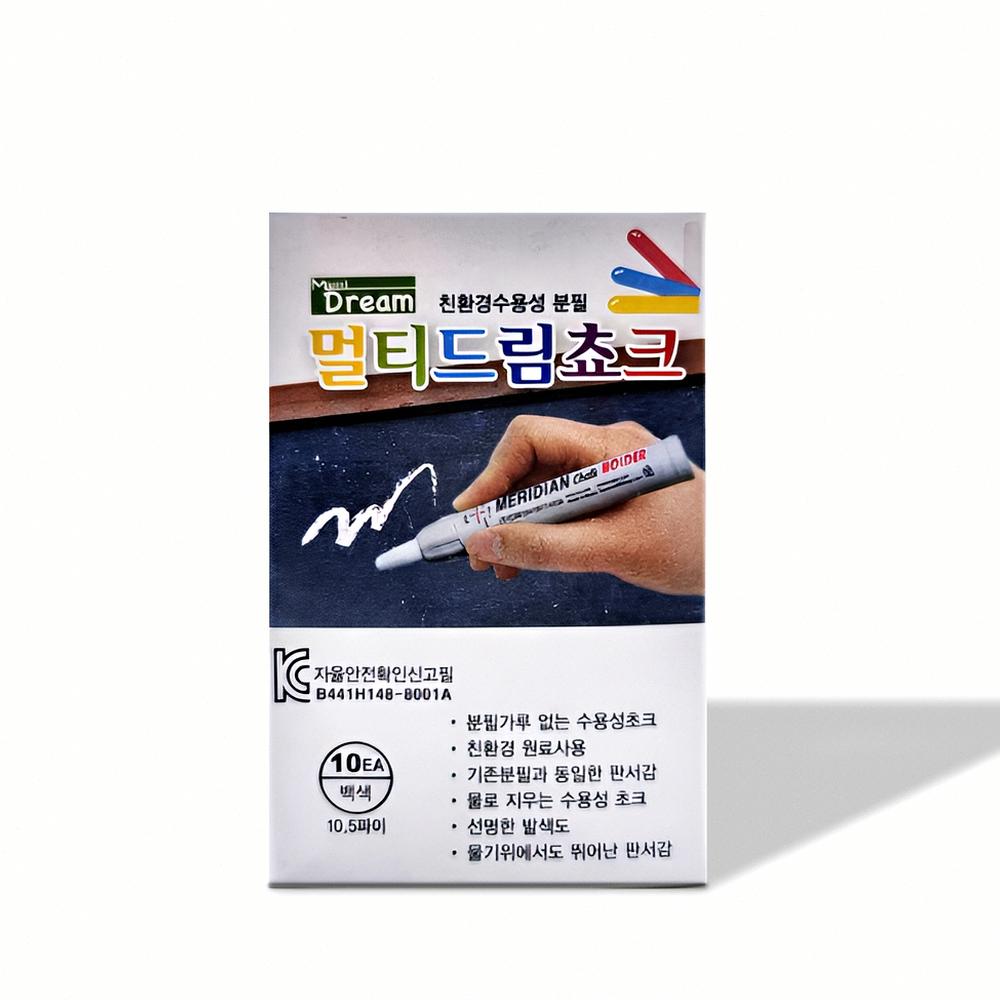 Multi
Dream
친환경수용성 분필
멀티드림쵸크
MERIDIAN Chalk HOLDER
자율안전확인신고필
B441H148-8001A
10EA
백색
10.5파이
· 분필가루 없는 수용성쵸크
· 친환경 원료사용
· 기존분필과 동일한 판서감
· 물로 지우는 수용성 쵸크
· 선명한 발색도
· 물기위에서도 뛰어난 판서감